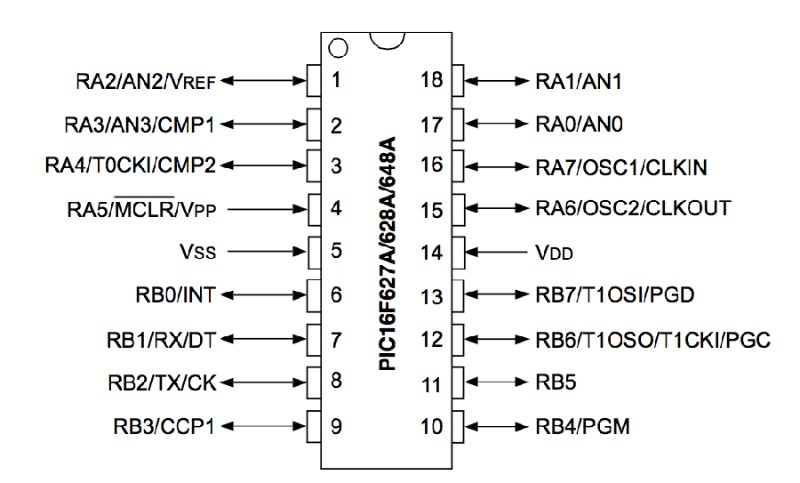 RA2/AN2/VREF 1 18 RA1/AN1
RA3/AN3/CMP1 2 17 RA0/AN0
RA4/T0CKI/CMP2 3 16 RA7/OSC1/CLKIN
RA5/MCLR/VPP 4 15 RA6/OSC2/CLKOUT
VSS 5 14 VDD
RB0/INT 6 13 RB7/T1OSI/PGD
RB1/RX/DT 7 12 RB6/T1OSO/T1CKI/PGC
RB2/TX/CK 8 11 RB5
RB3/CCP1 9 10 RB4/PGM
PIC16F627A/628A/648A